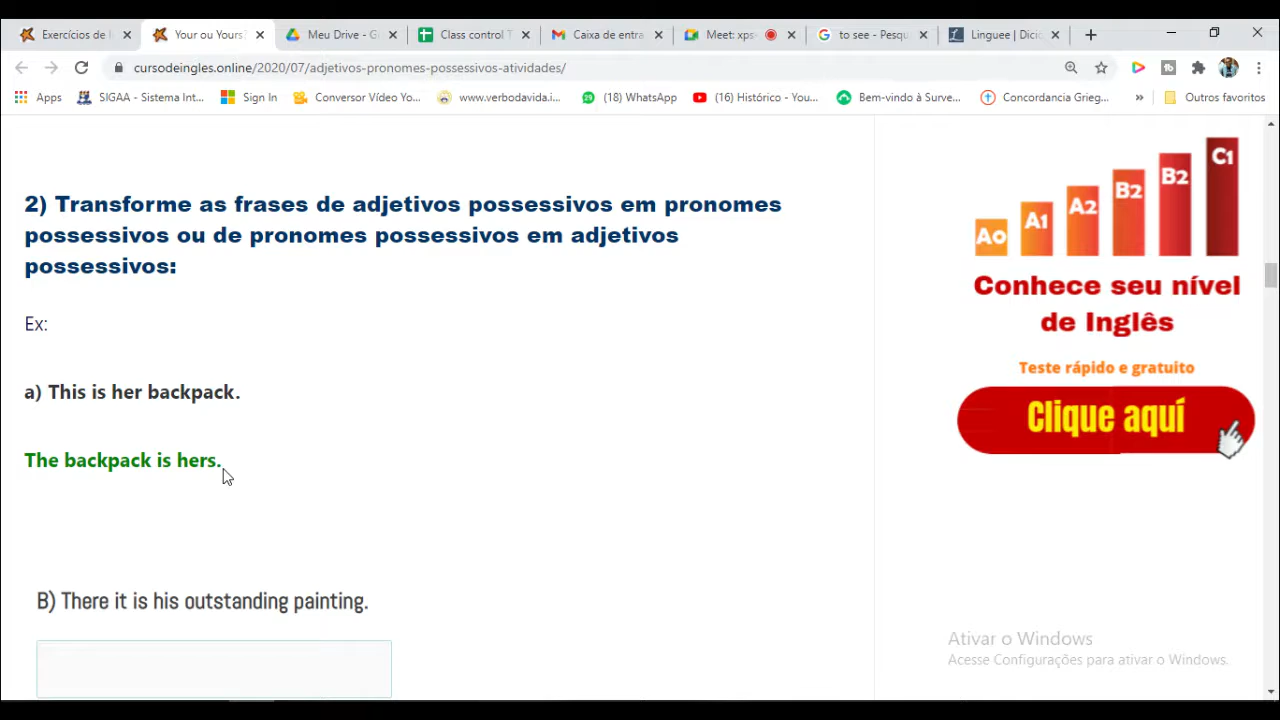 Exercícios de I
Your ou Yours?
Meu Drive - G
Class control T
Caixa de entra
Meet: xps
to see - Pesqu
Linguee | Dicio
cursodeingles.online/2020/07/adjetivos-pronomes-possessivos-atividades/
Apps
SIGAA - Sistema Int...
Sign In
Conversor Vídeo Yo...
www.verbodavida.i...
(18) WhatsApp
(16) Histórico - You...
Bem-vindo à Surve...
Concordancia Grieg...
»
Outros favoritos
2) Transforme as frases de adjetivos possessivos em pronomes
possessivos ou de pronomes possessivos em adjetivos
possessivos:
Ex:
a) This is her backpack.
The backpack is hers.
B) There it is his outstanding painting.
A0
A1
A2
B2
B2
C1
Conhece seu nível
de Inglês
Teste rápido e gratuito
Clique aquí
Ativar o Windows
Acesse Configurações para ativar o Windows.